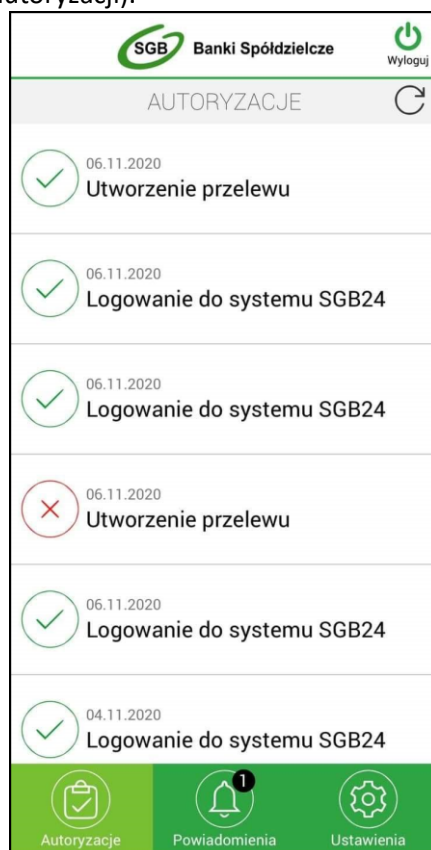 autoryzacji).
SGB Banki Spółdzielcze
Wyloguj
AUTORYZACJE
06.11.2020
Utworzenie przelewu
06.11.2020
Logowanie do systemu SGB24
06.11.2020
Logowanie do systemu SGB24
06.11.2020
Utworzenie przelewu
06.11.2020
Logowanie do systemu SGB24
04.11.2020
Logowanie do systemu SGB24
1
Autoryzacje Powiadomienia Ustawienia